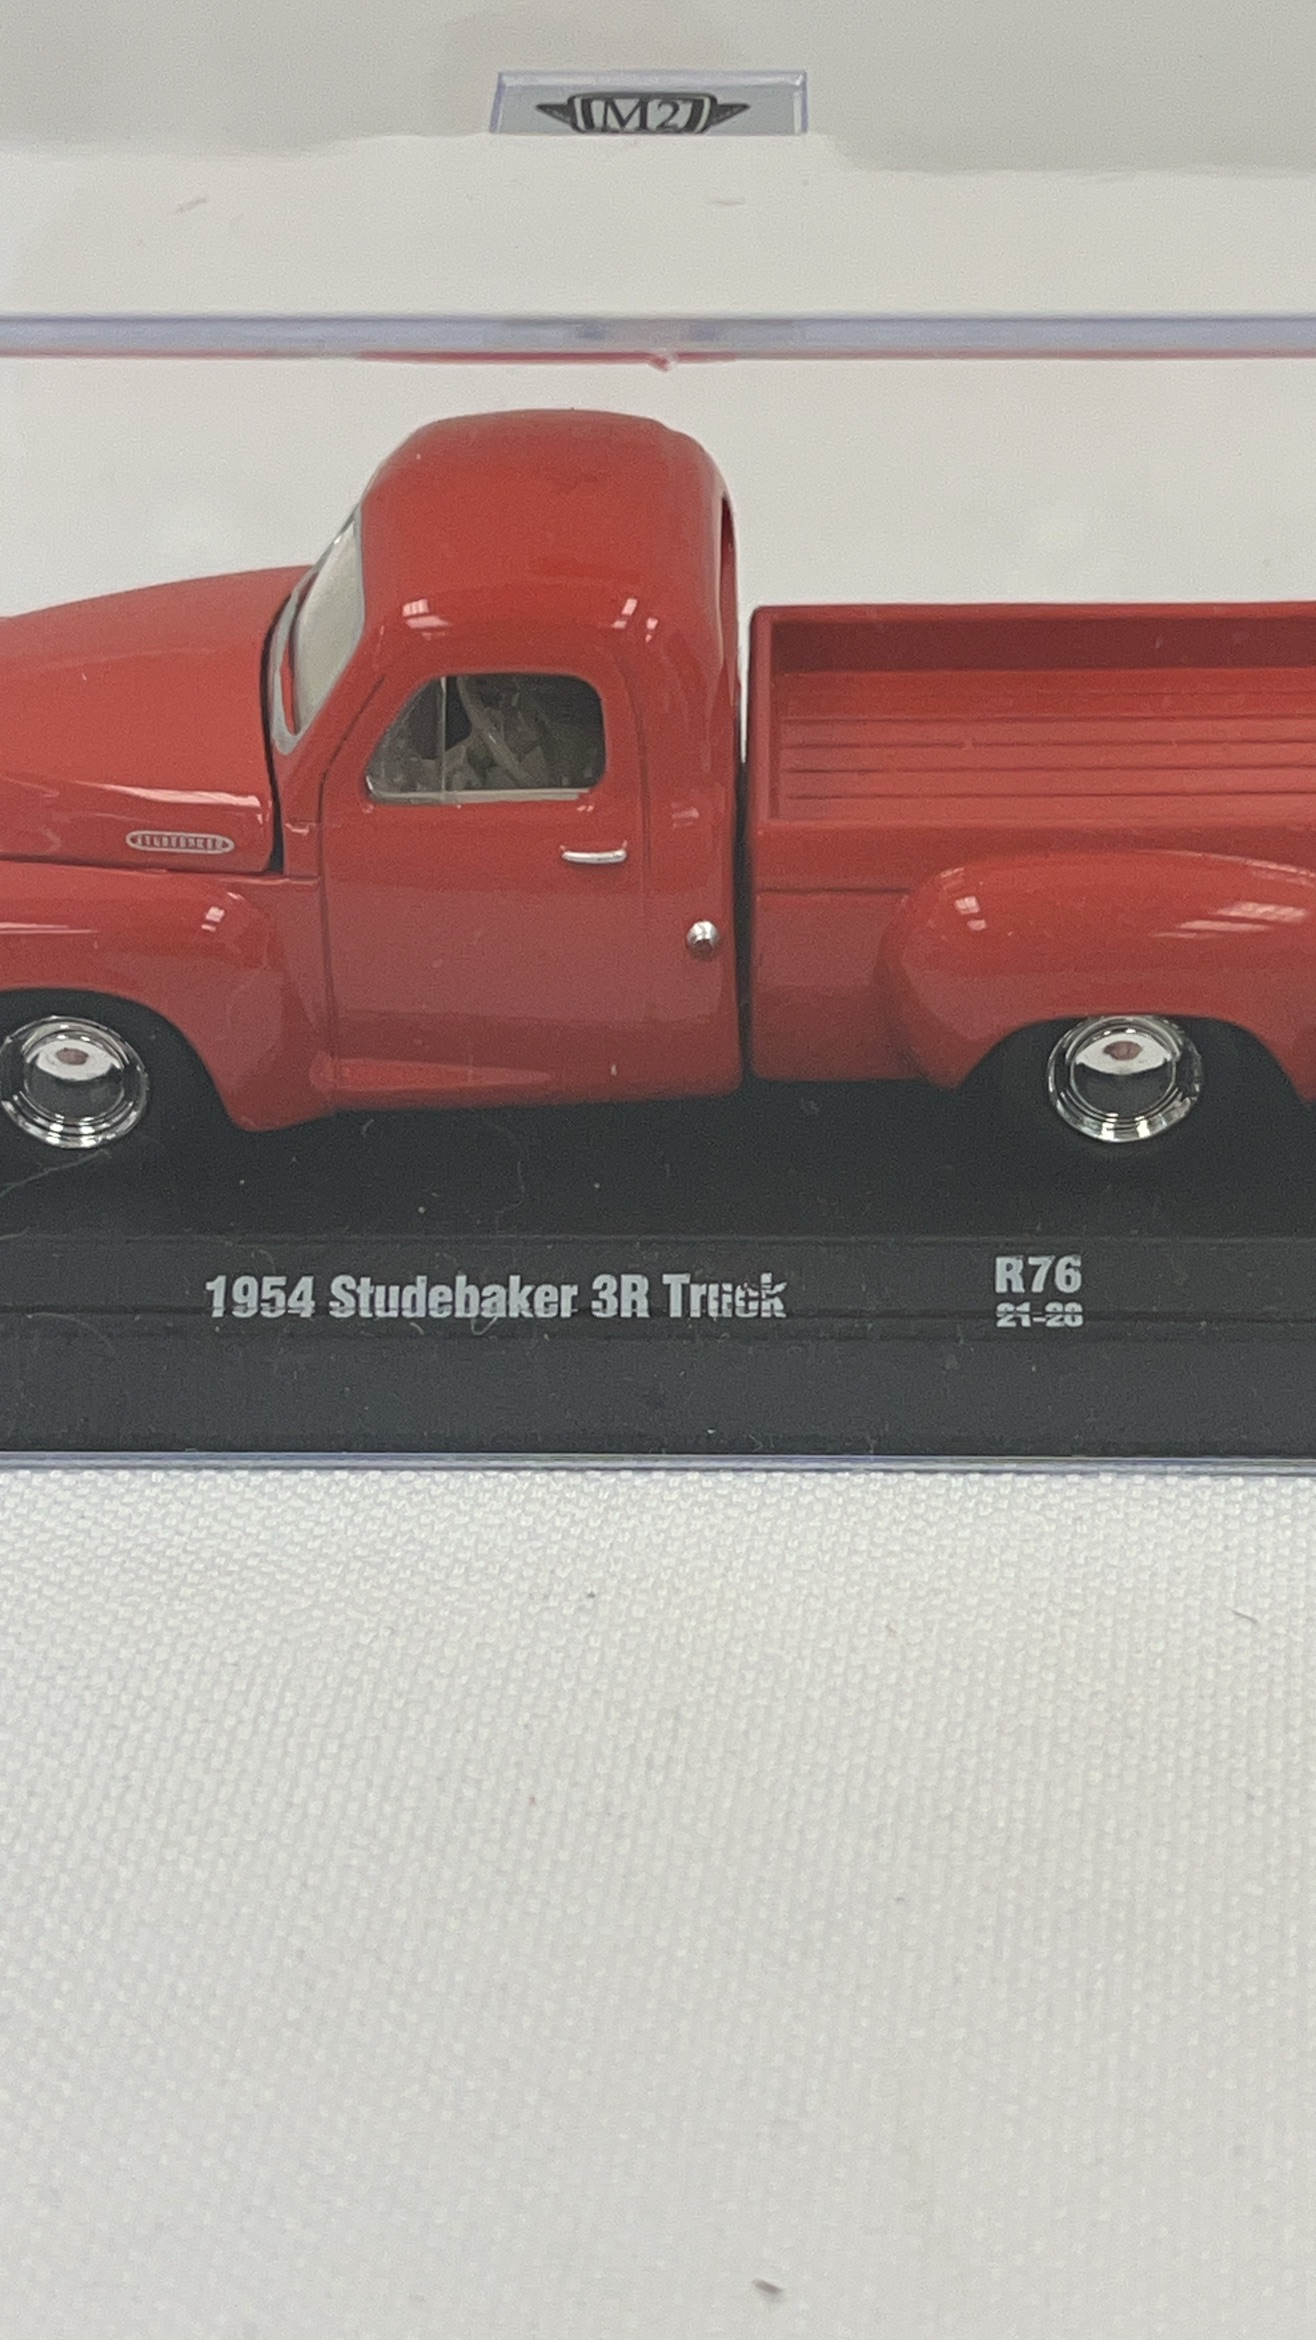 M2
STUDEBAKER
1954 Studebaker 3R Truck
R76
21-28